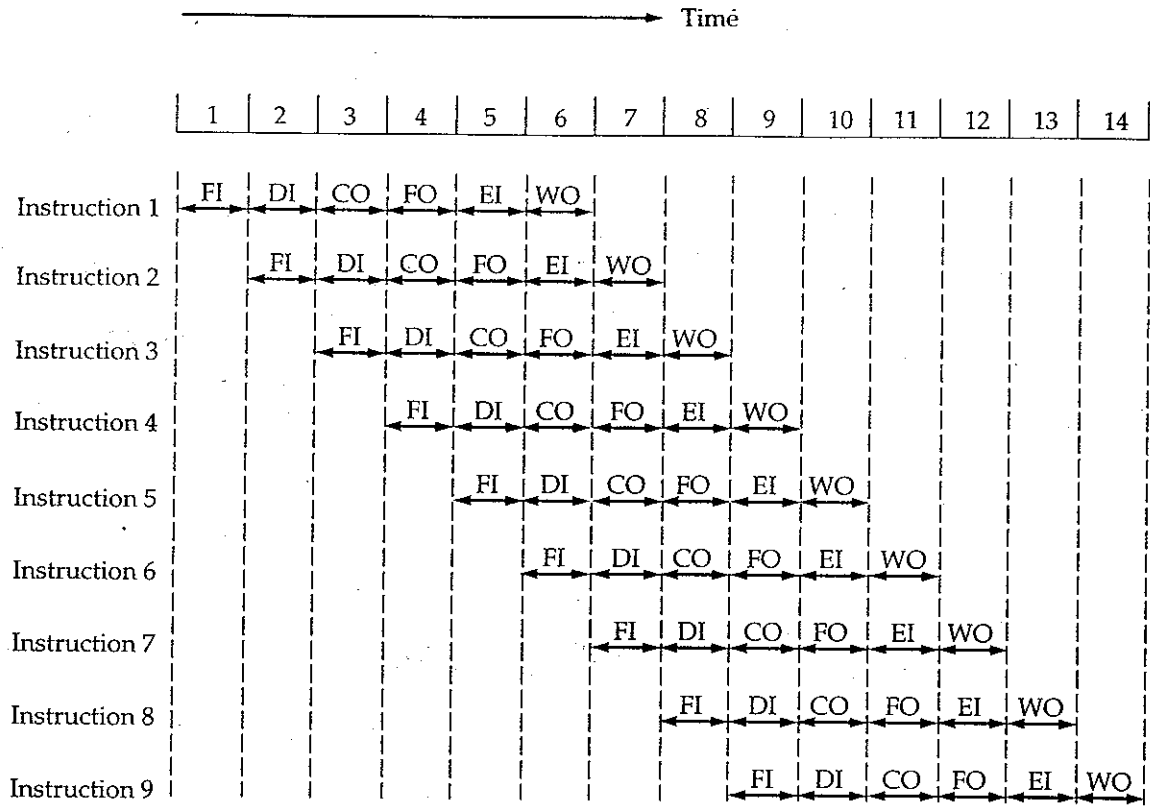 Timé
1 2 3 4 5 6 7 8 9 10 11 12 13 14
Instruction 1 FI DI CO FO EI WO
Instruction 2 FI DI CO FO EI WO
Instruction 3 FI DI CO FO EI WO
Instruction 4 FI DI CO FO EI WO
Instruction 5 FI DI CO FO EI WO
Instruction 6 FI DI CO FO EI WO
Instruction 7 FI DI CO FO EI WO
Instruction 8 FI DI CO FO EI WO
Instruction 9 FI DI CO FO EI WO